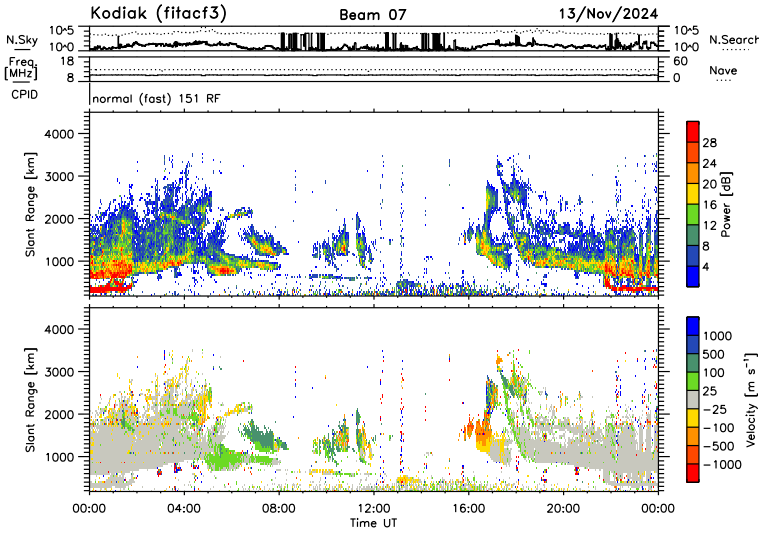 Kodiak (fitacf3) Beam 07 13/Nov/2024
N.Sky 10^5 10^0 10^5 10^0 N.Search
Freq. [MHz] 18 8 60 0 Nave
CPID normal (fast) 151 RF
Slant Range [km] 4000 3000 2000 1000
28 24 20 16 12 8 4 Power [dB]
Slant Range [km] 4000 3000 2000 1000
1000 500 100 25 -25 -100 -500 -1000 Velocity [m s^-1]
00:00 04:00 08:00 12:00 16:00 20:00 00:00
Time UT